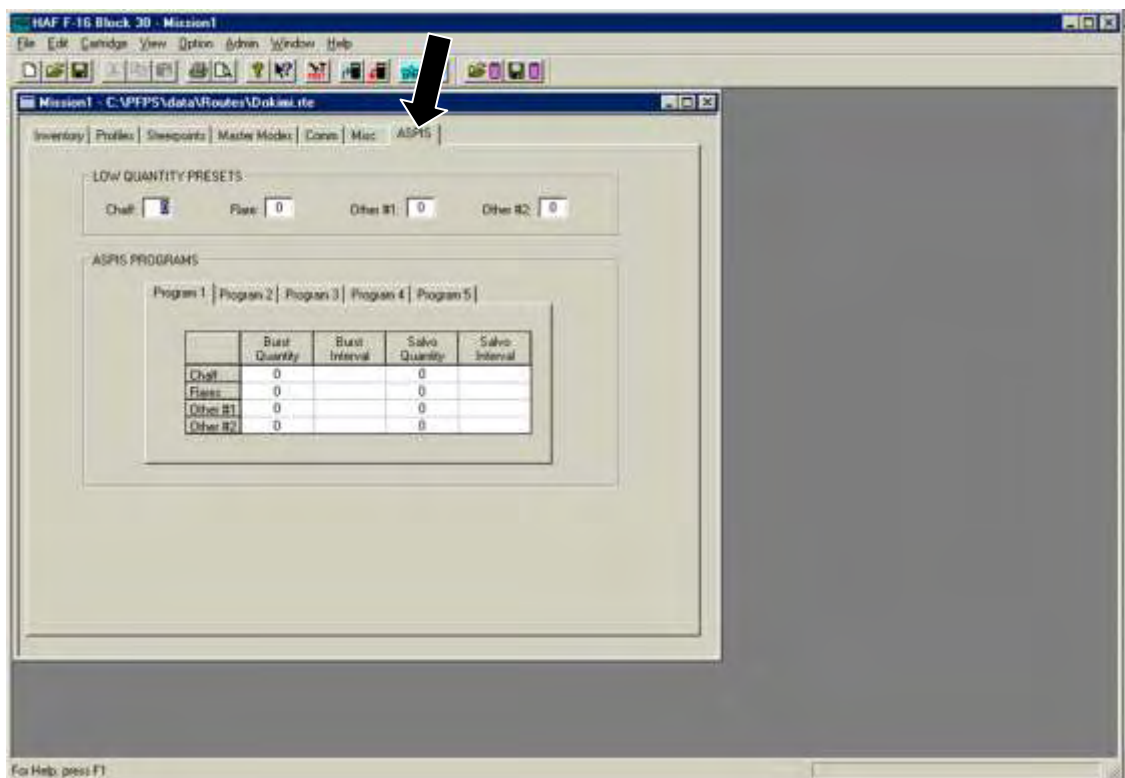 HAF F-16 Block 30 - Mission1
File Edit Cartridge View Option Admin Window Help
Mission1 - C:\PFPS\data\Routes\Dokimi.rte
Inventory Profiles Steerpoints Master Modes Comm Misc ASPIS
LOW QUANTITY PRESETS
Chaff: 0 Flare: 0 Other #1: 0 Other #2: 0
ASPIS PROGRAMS
Program 1 Program 2 Program 3 Program 4 Program 5
Burst Quantity Burst Interval Salvo Quantity Salvo Interval
Chaff 0 0
Flares 0 0
Other #1 0 0
Other #2 0 0
For Help, press F1